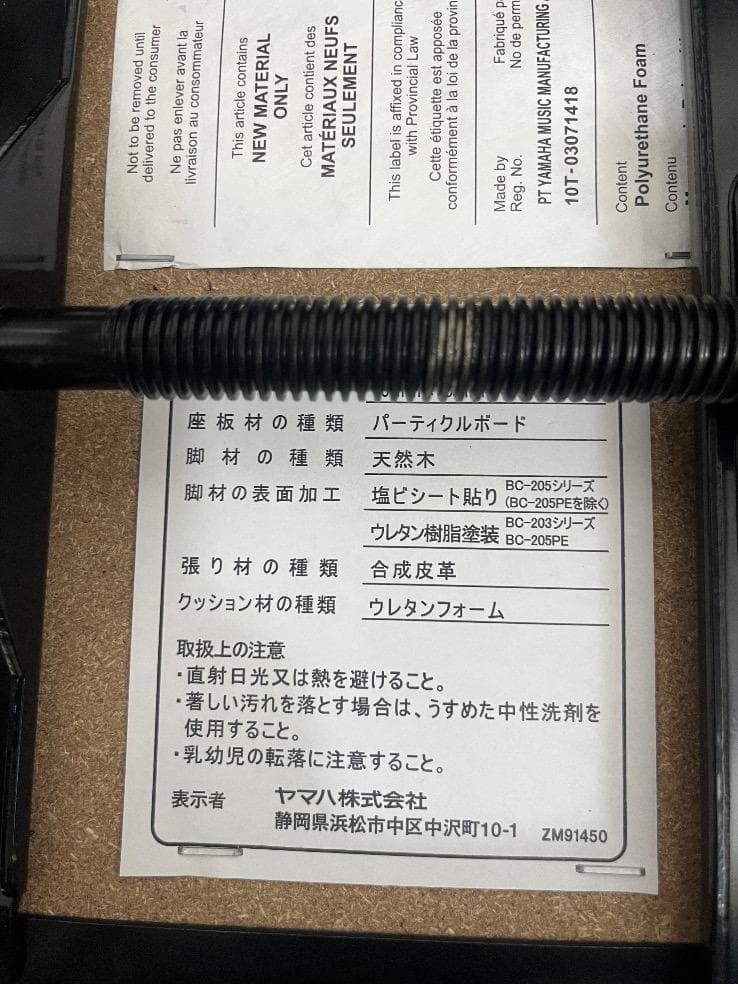 Not to be removed until
delivered to the consumer
Ne pas enlever avant la
livraison au consommateur
This article contains
NEW MATERIAL
ONLY
Cet article contient des
MATÉRIAUX NEUFS
SEULEMENT
This label is affixed in
with Provincial Law
Cette étiquette est apposée
conformément à la loi de la
Made by
Reg. No.
Fabriqué
No de
PT YAMAHA MUSIC MANUFACTURING
10T-03071418
Content
Polyurethane Foam
Contenu
座板材の種類 パーティクルボード
脚材の種類 天然木
脚材の表面加工 塩ビシート貼り BC-205シリーズ
(BC-205PEを除く)
ウレタン樹脂塗装 BC-203シリーズ
BC-205PE
張り材の種類 合成皮革
クッション材の種類 ウレタンフォーム
取扱上の注意
・直射日光又は熱を避けること。
・著しい汚れを落とす場合は、うすめた中性洗剤を
使用すること。
・乳幼児の転落に注意すること。
表示者 ヤマハ株式会社
静岡県浜松市中区中沢町10-1 ZM91450